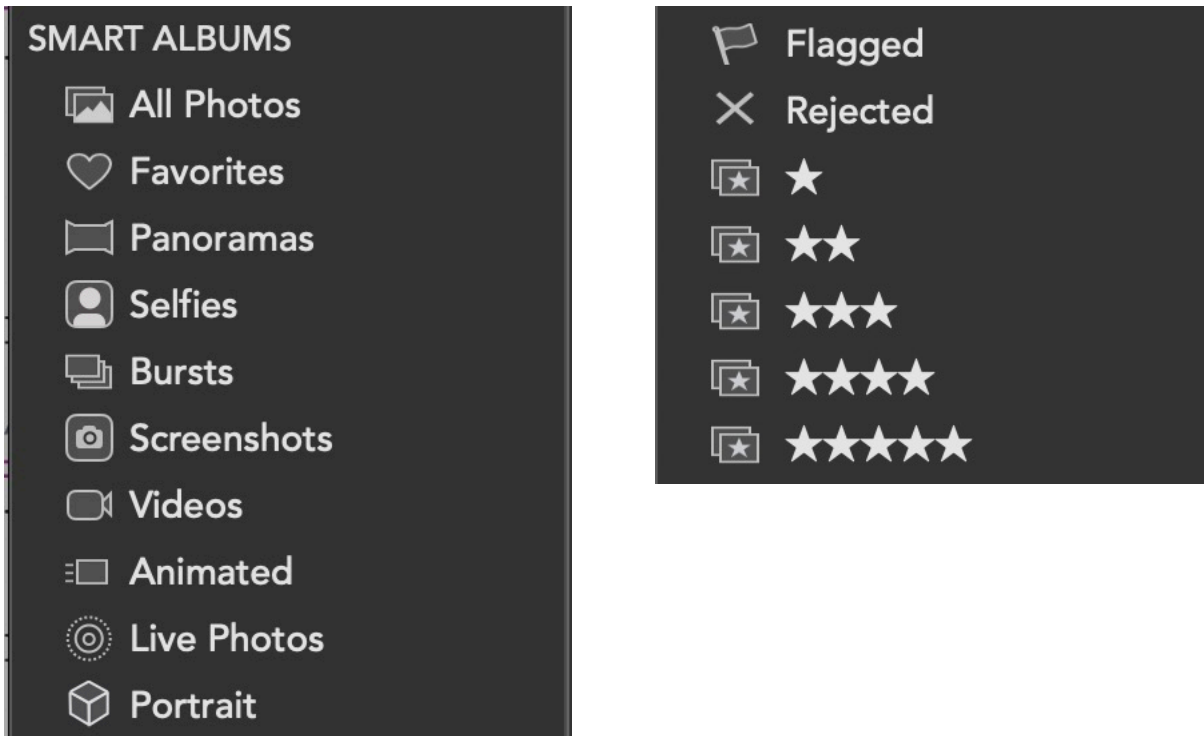 SMART ALBUMS
All Photos
Favorites
Panoramas
Selfies
Bursts
Screenshots
Videos
Animated
Live Photos
Portrait
Flagged
Rejected
★
★★
★★★
★★★★
★★★★★